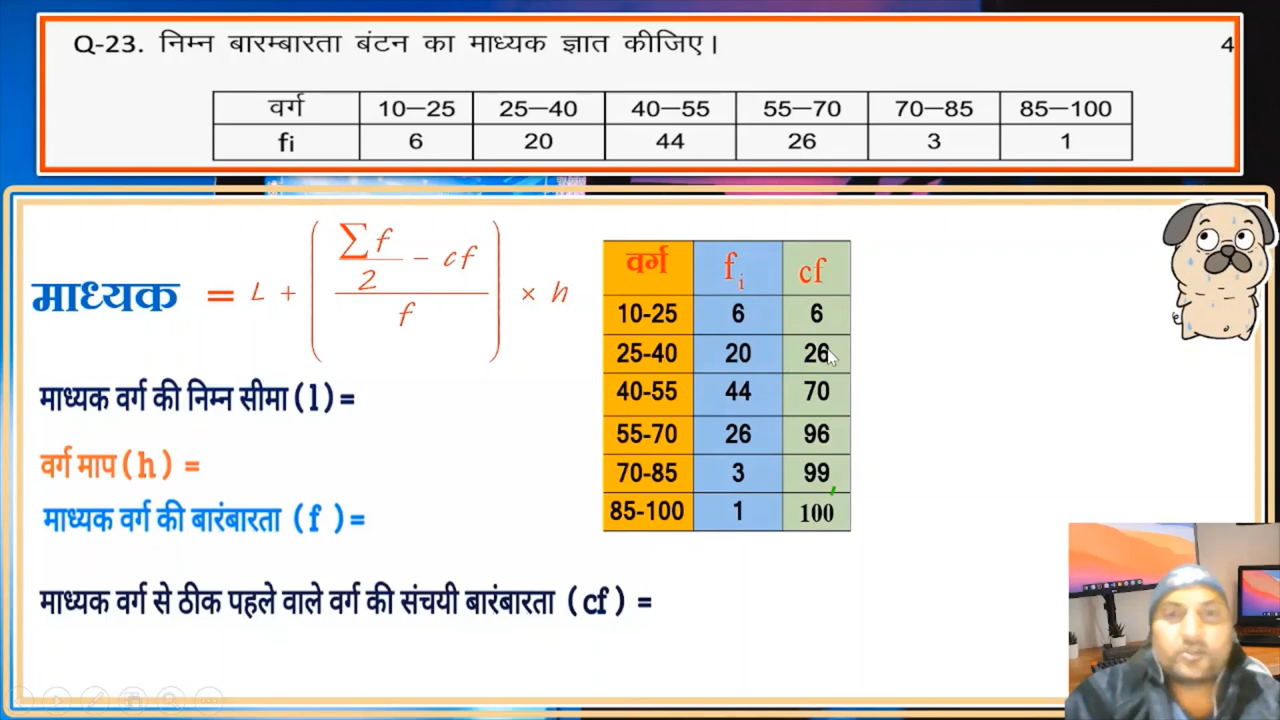 Q-23. निम्न बारम्बारता बंटन का माध्यक ज्ञात कीजिए। 4
वर्ग 10–25 25–40 40–55 55–70 70–85 85–100
fi 6 20 44 26 3 1
माध्यक = L + ( (∑f/2 - cf) / f ) × h
माध्यक वर्ग की निम्न सीमा ( l ) =
वर्ग माप ( h ) =
माध्यक वर्ग की बारंबारता ( f ) =
माध्यक वर्ग से ठीक पहले वाले वर्ग की संचयी बारंबारता ( cf ) =
वर्ग fi cf
10-25 6 6
25-40 20 26
40-55 44 70
55-70 26 96
70-85 3 99
85-100 1 100